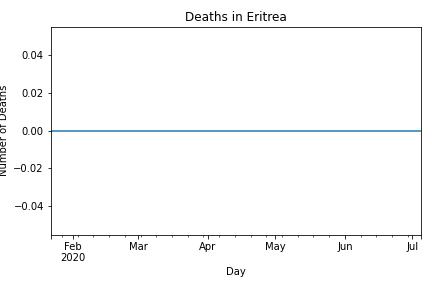 Deaths in Eritrea
Number of Deaths
0.04
0.02
0.00
−0.02
−0.04
Feb
2020
Mar
Apr
May
Jun
Jul
Day